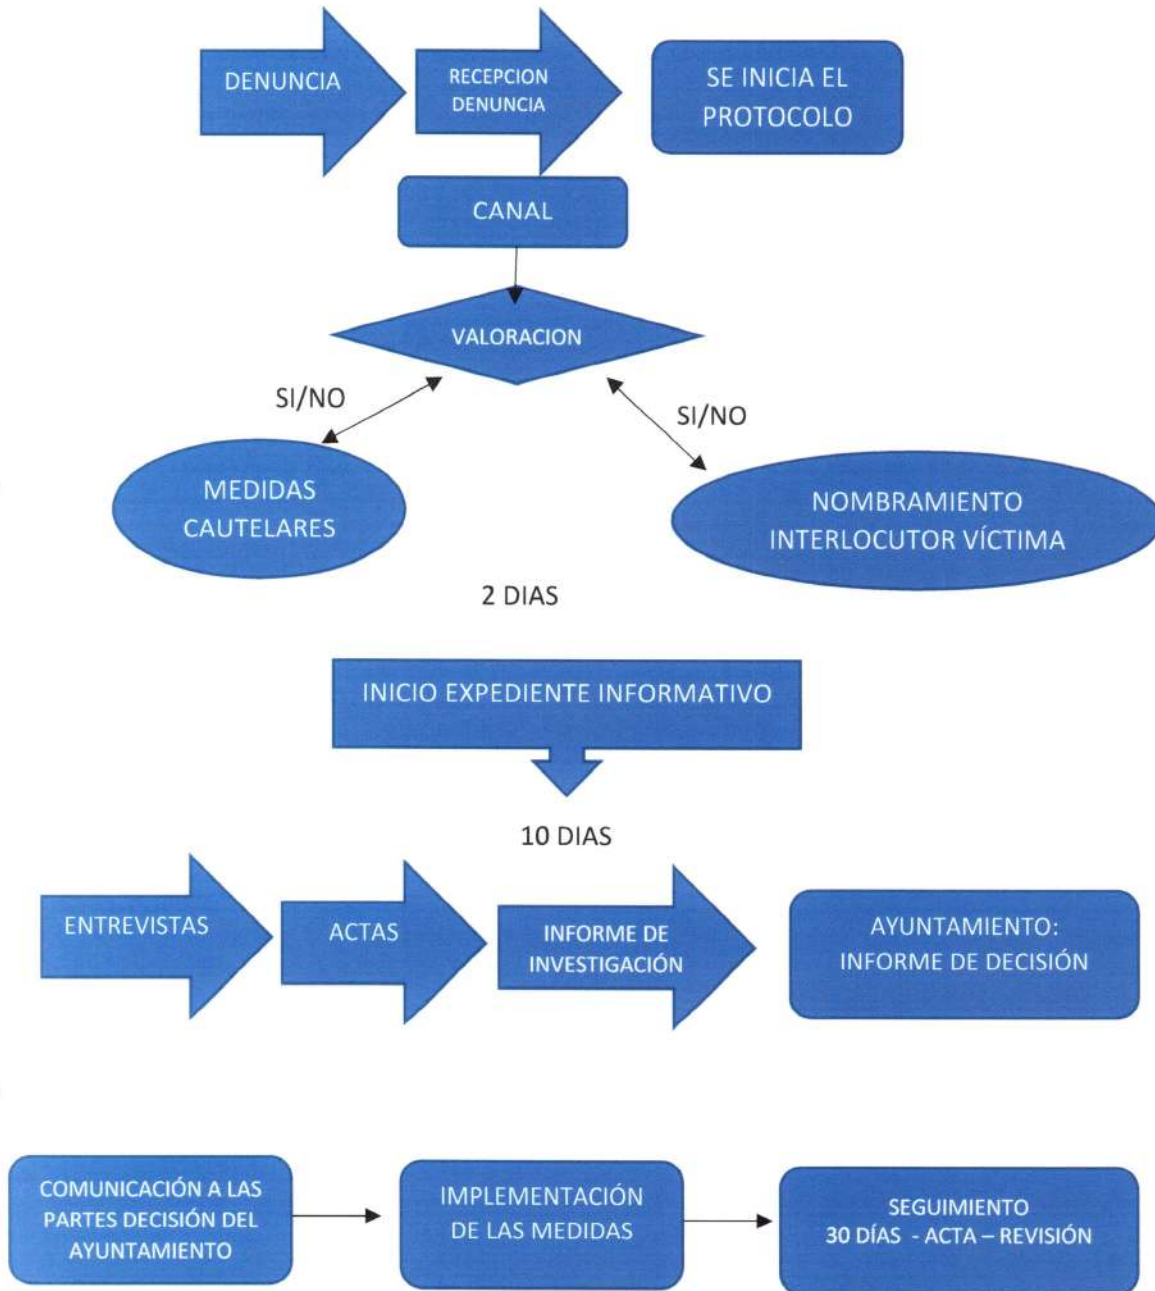 DENUNCIA
RECEPCION
DENUNCIA
SE INICIA EL
PROTOCOLO
CANAL
VALORACION
SI/NO
SI/NO
MEDIDAS
CAUTELARES
NOMBRAMIENTO
INTERLOCUTOR VÍCTIMA
2 DIAS
INICIO EXPEDIENTE INFORMATIVO
10 DIAS
ENTREVISTAS
ACTAS
INFORME DE
INVESTIGACIÓN
AYUNTAMIENTO:
INFORME DE DECISIÓN
COMUNICACIÓN A LAS
PARTES DECISIÓN DEL
AYUNTAMIENTO
IMPLEMENTACIÓN
DE LAS MEDIDAS
SEGUIMIENTO
30 DÍAS - ACTA – REVISIÓN